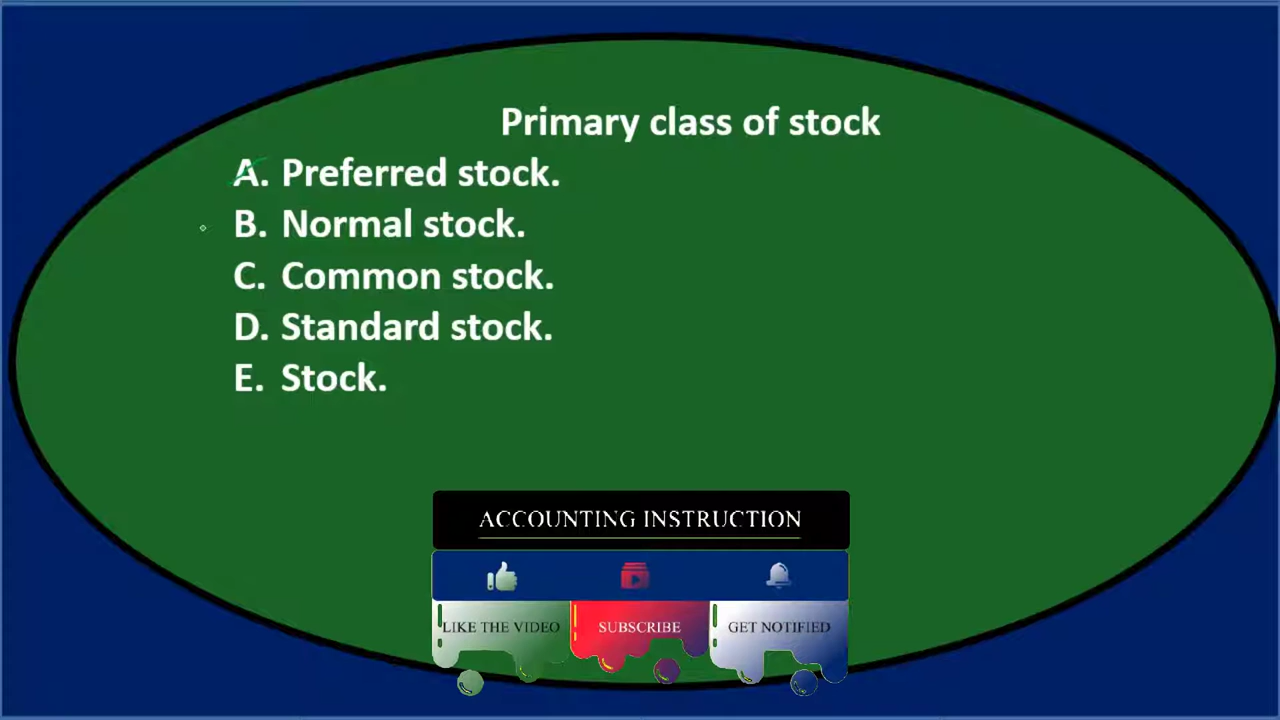 Primary class of stock
A. Preferred stock.
B. Normal stock.
C. Common stock.
D. Standard stock.
E. Stock.
ACCOUNTING INSTRUCTION
LIKE THE VIDEO
SUBSCRIBE
GET NOTIFIED